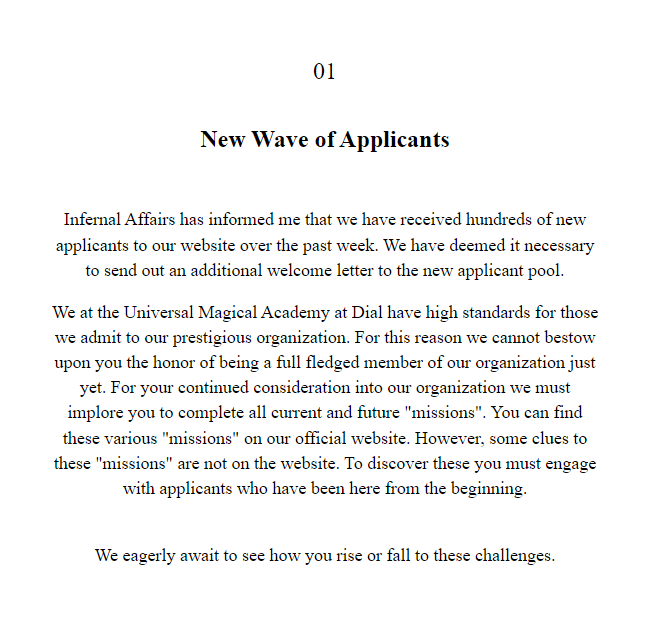 01
New Wave of Applicants
Infernal Affairs has informed me that we have received hundreds of new
applicants to our website over the past week. We have deemed it necessary
to send out an additional welcome letter to the new applicant pool.
We at the Universal Magical Academy at Dial have high standards for those
we admit to our prestigious organization. For this reason we cannot bestow
upon you the honor of being a full fledged member of our organization just
yet. For your continued consideration into our organization we must
implore you to complete all current and future "missions". You can find
these various "missions" on our official website. However, some clues to
these "missions" are not on the website. To discover these you must engage
with applicants who have been here from the beginning.
We eagerly await to see how you rise or fall to these challenges.